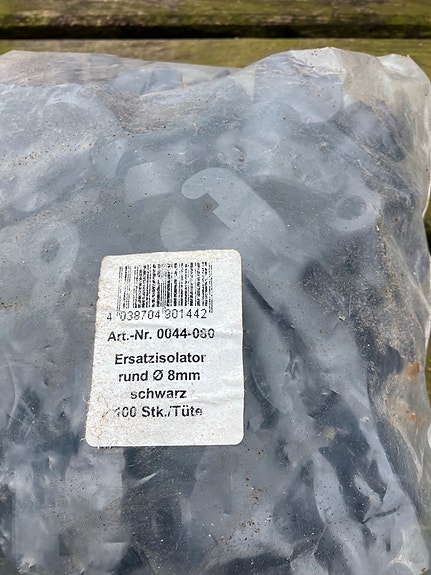 4 038704 901442
Art.-Nr. 0044-080
Ersatzisolator
rund Ø 8mm
schwarz
100 Stk./Tüte